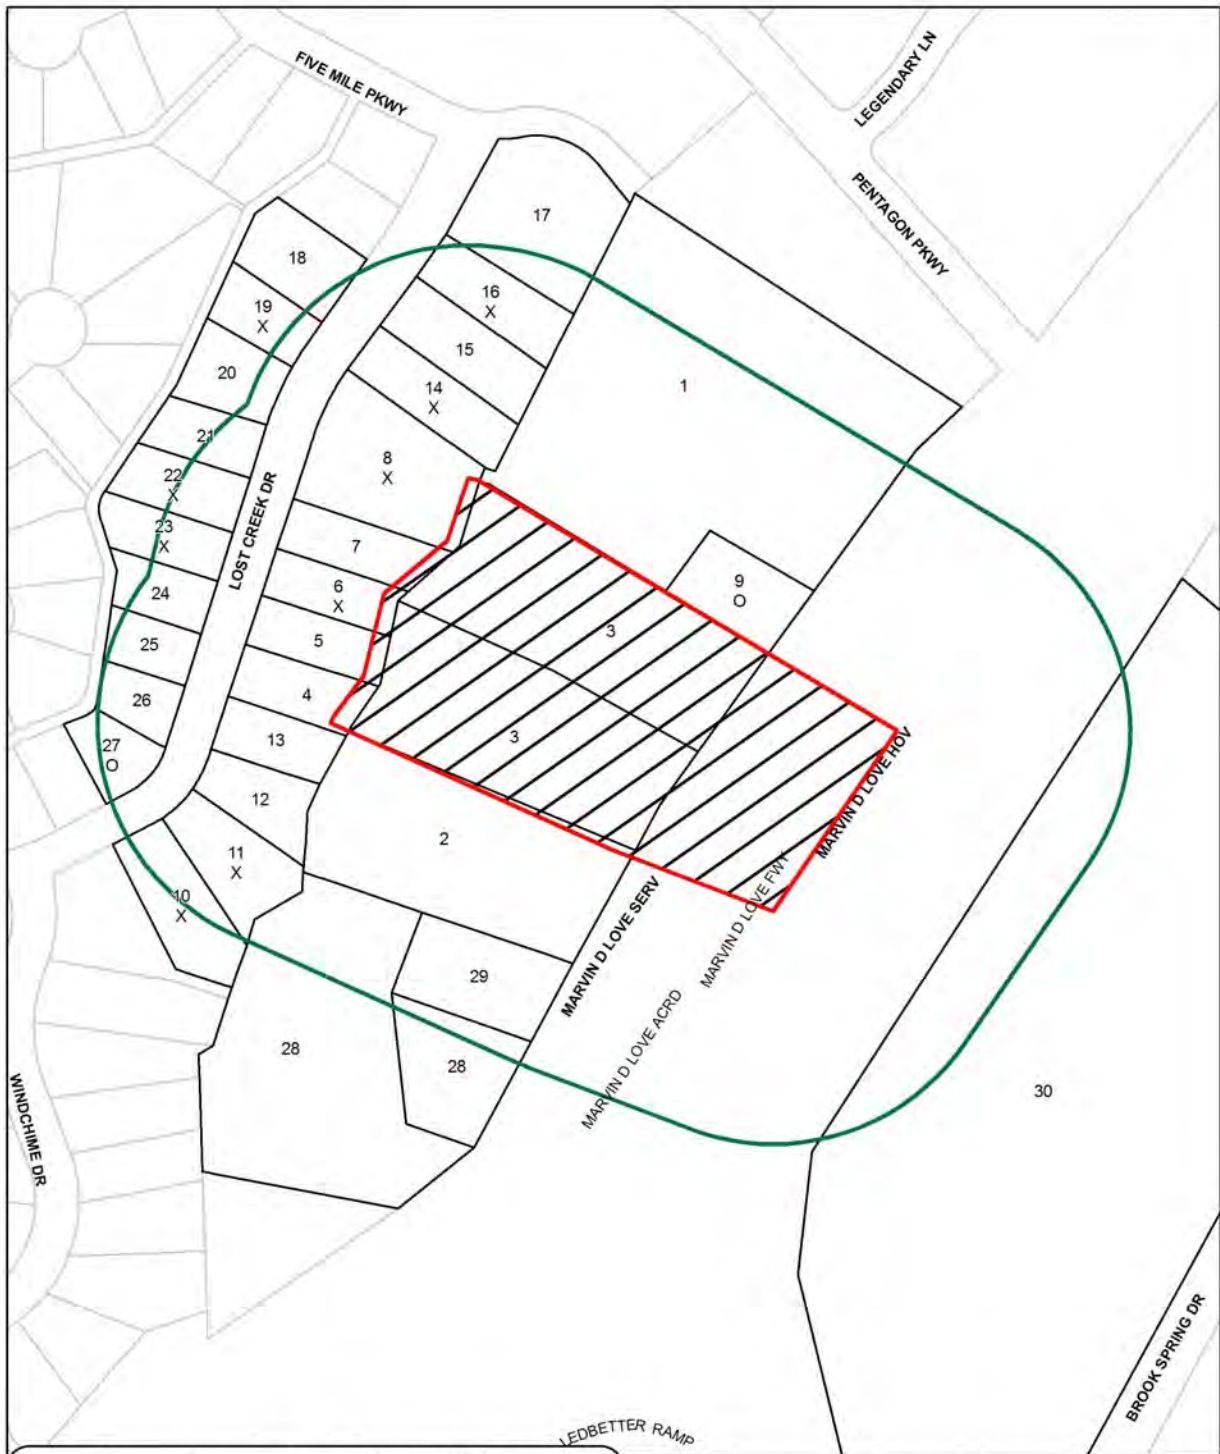 FIVE MILE PKWY
LEGENDARY LN
PENTAGON PKWY
17
18
16
X
19
X
15
20
1
14
X
21
8
X
22
X
LOST CREEK DR
23
X
7
9
O
6
X
24
3
5
25
4
26
3
13
27
O
MARVIN D LOVE HOV
12
2
11
X
MARVIN D LOVE FWY
10
X
MARVIN D LOVE SERV
29
MARVIN D LOVE ACRD
28
28
30
WINDCHIME DR
BROOK SPRING DR
LEDBETTER RAMP